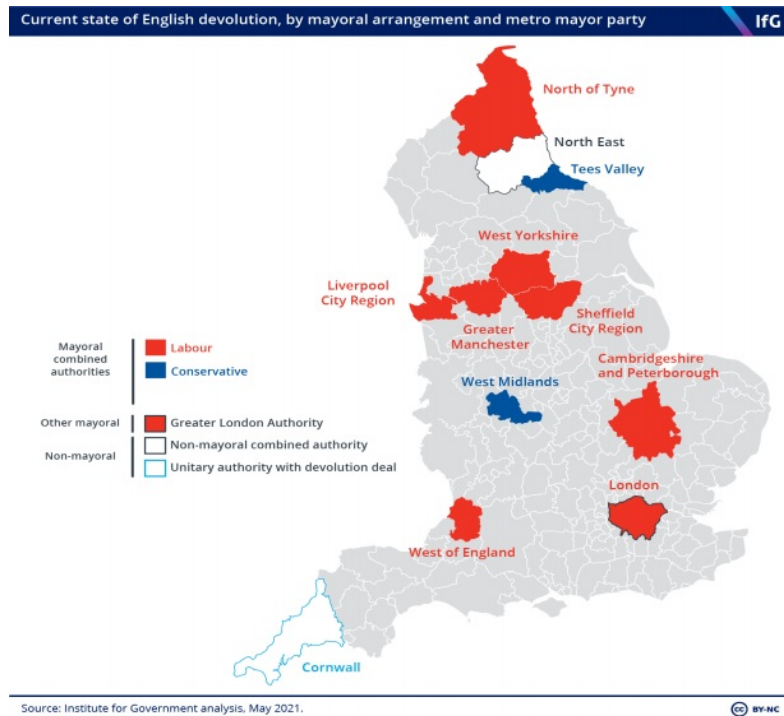 Current state of English devolution, by mayoral arrangement and metro mayor party
IfG
North of Tyne
North East
Tees Valley
West Yorkshire
Liverpool
City Region
Greater
Manchester
Sheffield
City Region
Mayoral
combined
authorities
Labour
Conservative
West Midlands
Cambridgeshire
and Peterborough
Other mayoral
Greater London Authority
Non-mayoral
Non-mayoral combined authority
Unitary authority with devolution deal
London
West of England
Cornwall
Source: Institute for Government analysis, May 2021.
CC BY-NC